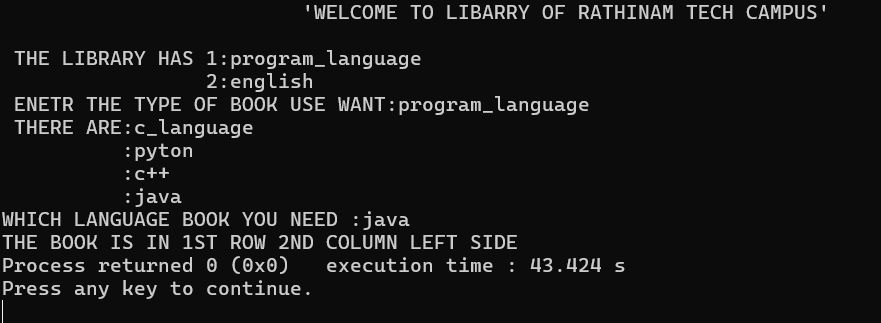 'WELCOME TO LIBARRY OF RATHINAM TECH CAMPUS'
THE LIBRARY HAS 1:program_language
2:english
ENETR THE TYPE OF BOOK USE WANT:program_language
THERE ARE:c_language
:pyton
:c++
:java
WHICH LANGUAGE BOOK YOU NEED :java
THE BOOK IS IN 1ST ROW 2ND COLUMN LEFT SIDE
Process returned 0 (0x0)   execution time : 43.424 s
Press any key to continue.